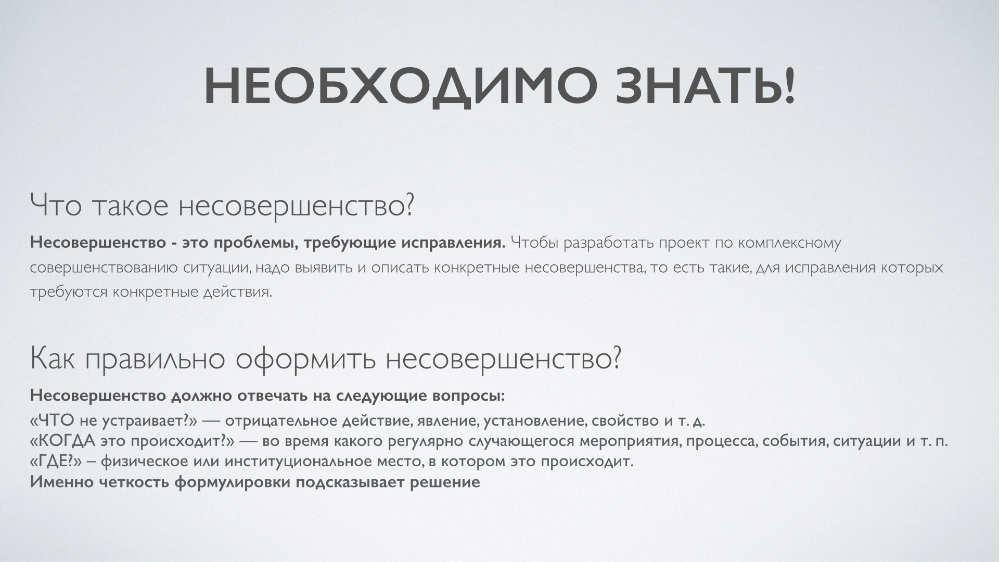 НЕОБХОДИМО ЗНАТЬ!
Что такое несовершенство?
Несовершенство - это проблемы, требующие исправления. Чтобы разработать проект по комплексному
совершенствованию ситуации, надо выявить и описать конкретные несовершенства, то есть такие, для исправления которых
требуются конкретные действия.
Как правильно оформить несовершенство?
Несовершенство должно отвечать на следующие вопросы:
«ЧТО не устраивает?» — отрицательное действие, явление, установление, свойство и т. д.
«КОГДА это происходит?» — во время какого регулярно случающегося мероприятия, процесса, события, ситуации и т. п.
«ГДЕ?» – физическое или институциональное место, в котором это происходит.
Именно четкость формулировки подсказывает решение